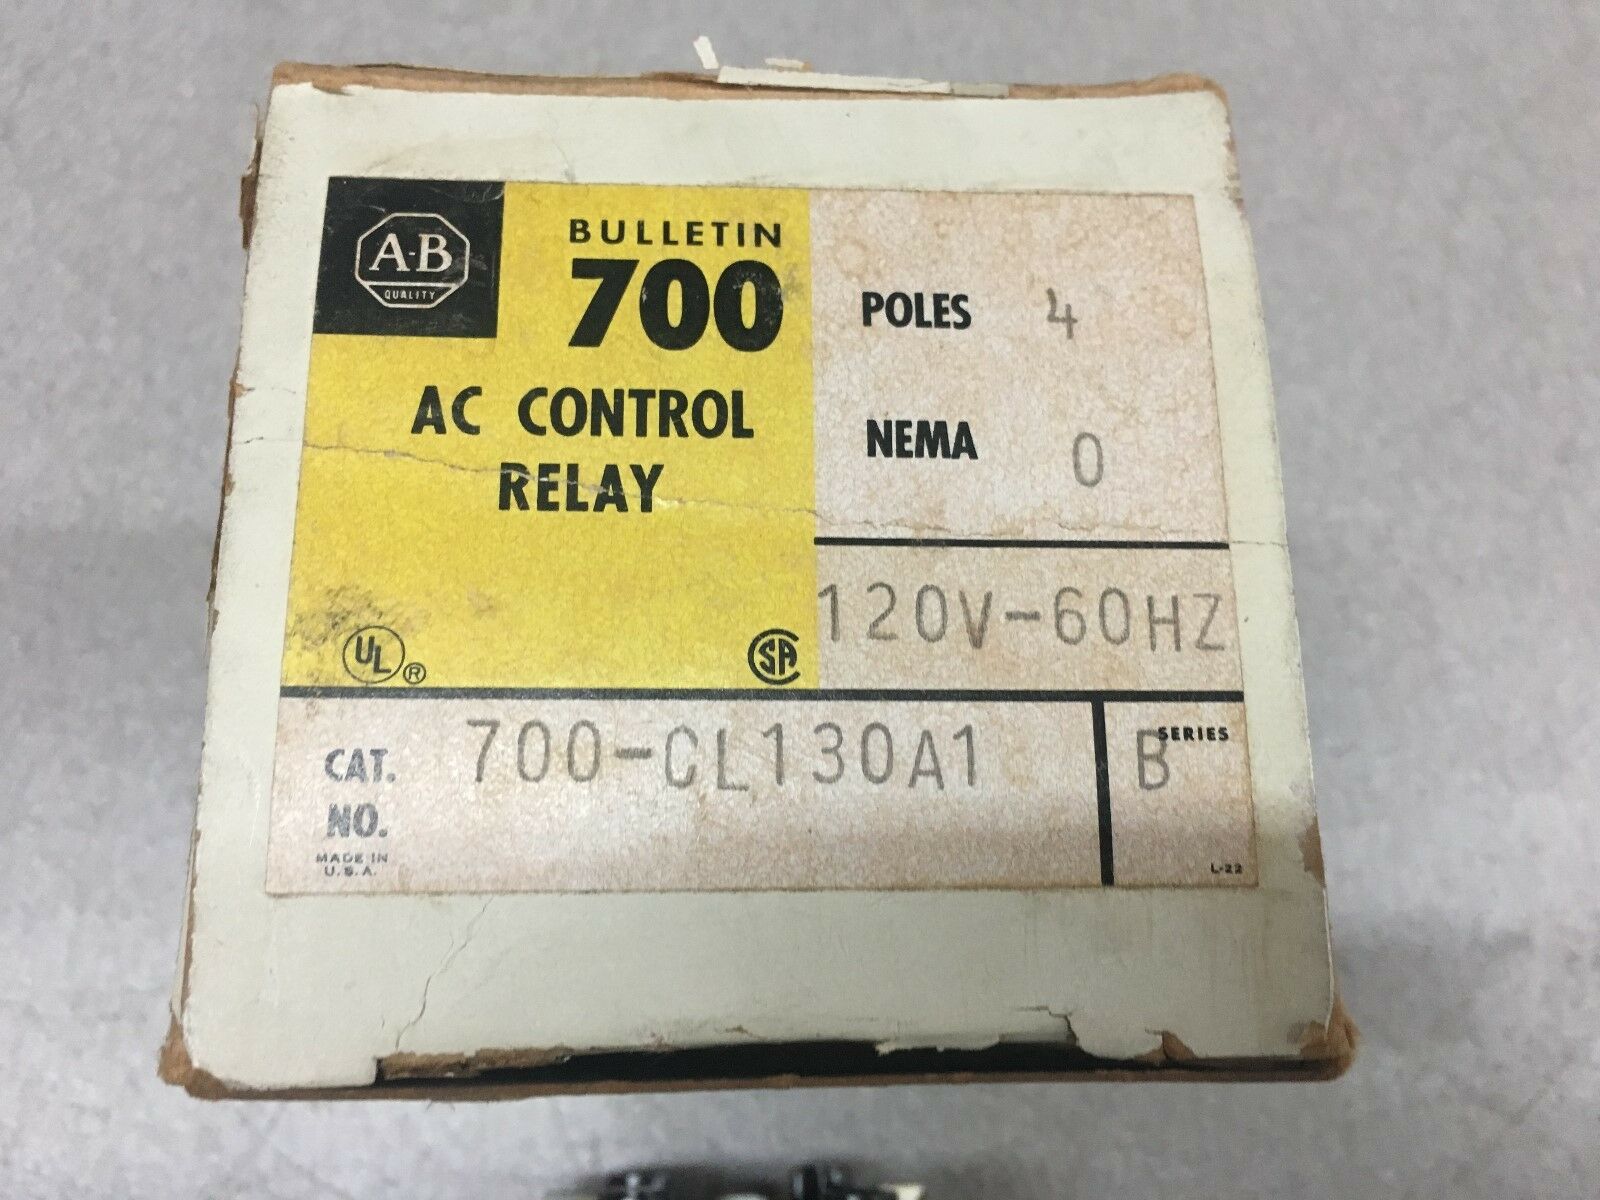 A-B
QUALITY
BULLETIN
700
AC CONTROL
RELAY
UL ®
SA
POLES 4
NEMA 0
120V-60HZ
CAT. NO. 700-CL130A1
SERIES B
MADE IN
U.S.A.
L-22